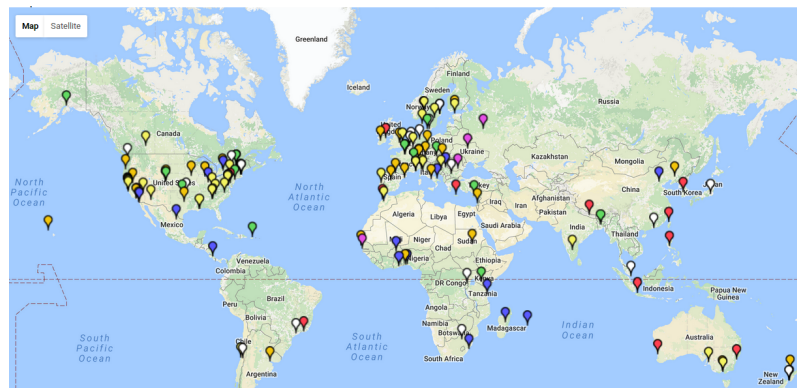 Map Satellite
Greenland
Iceland
Finland
Sweden
Norway
Russia
Canada
United
Poland
Ukraine
Kazakhstan
Mongolia
North
Pacific
Ocean
United States
North
Atlantic
Ocean
Spain
Italy
Turkey
China
South Korea
Japan
Afghanistan
Pakistan
Iraq
Iran
Algeria
Libya
Egypt
Saudi Arabia
India
Thailand
Mexico
Niger
Chad
Sudan
Nigeria
Ethiopia
Venezuela
Colombia
DR Congo
Kenya
Tanzania
Indonesia
Papua New
Guinea
Peru
Brazil
Bolivia
Angola
Namibia
Botswana
Madagascar
Indian
Ocean
Australia
South
Pacific
Ocean
Chile
Argentina
South
Atlantic
Ocean
South Africa
New
Zealand